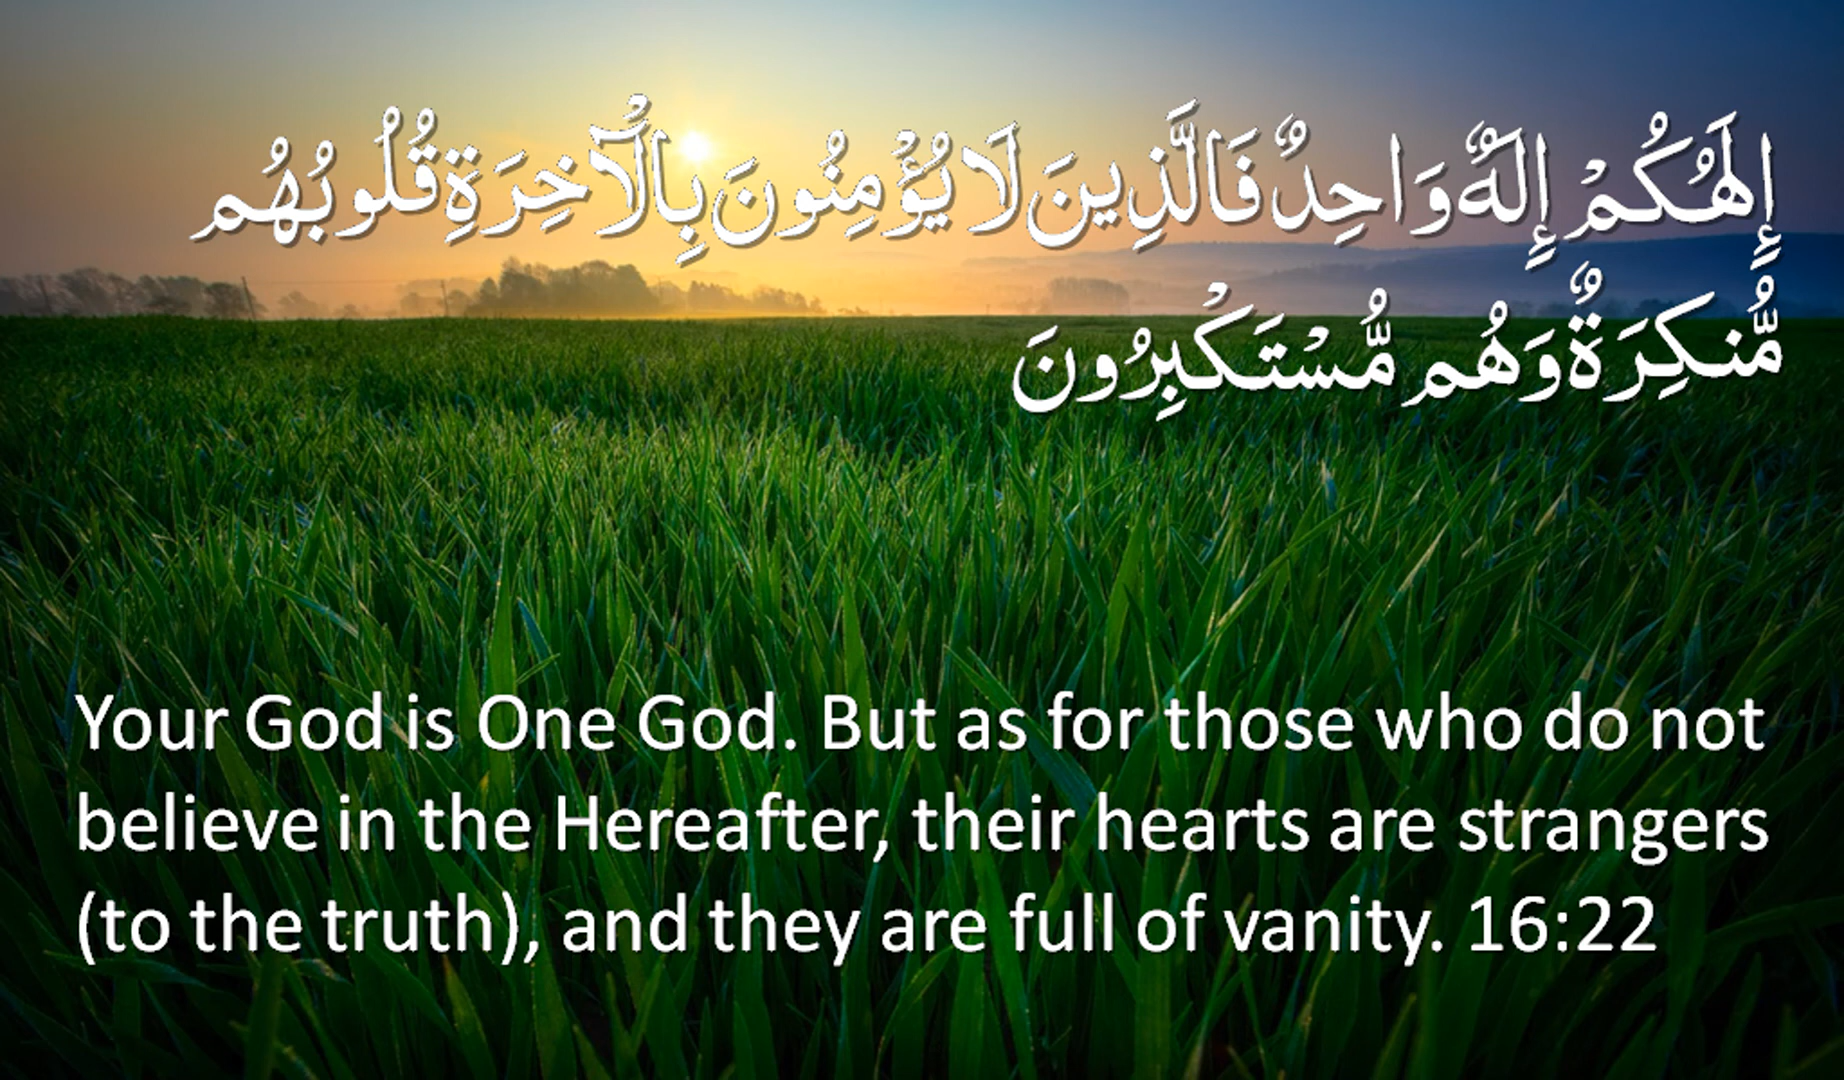 إِلَٰهُكُمْ إِلَٰهٌ وَاحِدٌ فَالَّذِينَ لَا يُؤْمِنُونَ بِالْآخِرَةِ قُلُوبُهُم
مُّنكِرَةٌ وَهُم مُّسْتَكْبِرُونَ
Your God is One God. But as for those who do not
believe in the Hereafter, their hearts are strangers
(to the truth), and they are full of vanity. 16:22